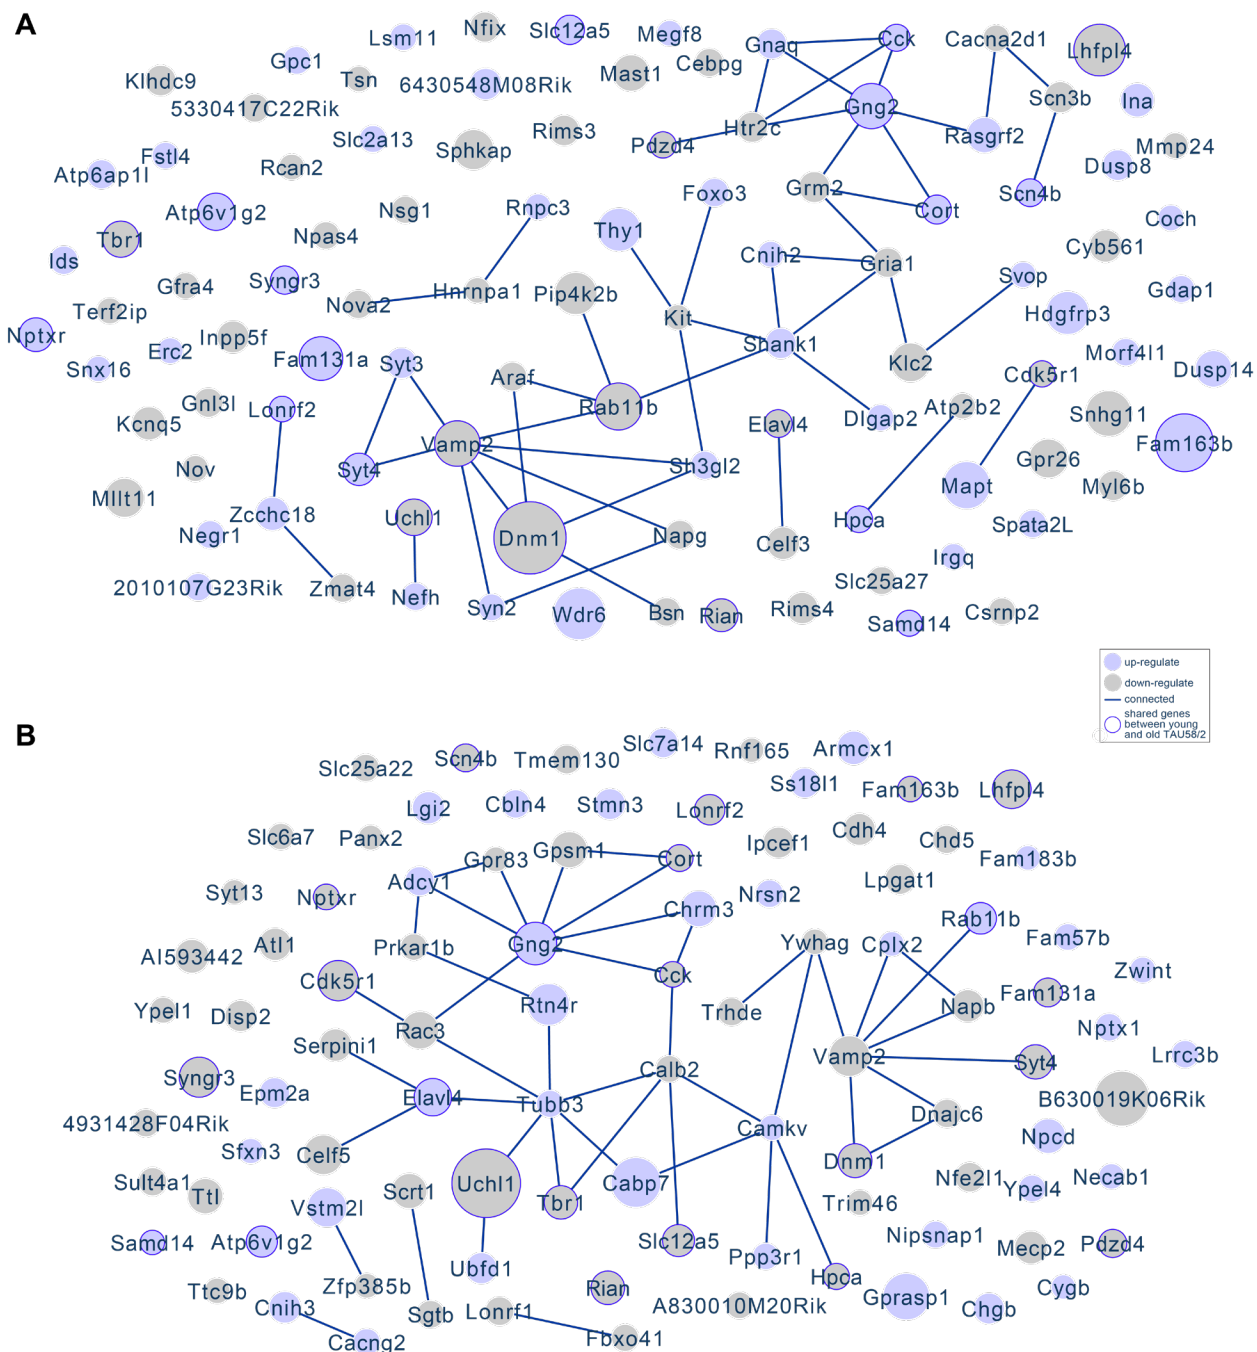 A
Lsm11
Nfix
Slc12a5
Megf8
Gnaq
Cck
Cacna2d1
Lhfpl4
Gpc1
Klhdc9
Tsn
6430548M08Rik
Mast1
Cebpg
5330417C22Rik
Gng2
Scn3b
Ina
Slc2a13
Rims3
Htr2c
Rasgrf2
Pdzd4
Mmp24
Fstl4
Sphkap
Dusp8
Atp6ap1l
Rcan2
Foxo3
Grm2
Scn4b
Atp6v1g2
Nsg1
Rnpc3
Cort
Coch
Tbr1
Npas4
Thy1
Cyb561
Ids
Cnih2
Gria1
Syngr3
Gfra4
Hnrnpa1
Pip4k2b
Svop
Gdap1
Terf2ip
Nova2
Kit
Hdgfrp3
Nptxr
Inpp5f
Shank1
Erc2
Fam131a
Syt3
Morf4l1
Snx16
Klc2
Cdk5r1
Dusp14
Araf
Gnl3l
Lonrf2
Rab11b
Atp2b2
Kcnq5
Elavl4
Dlgap2
Snhg11
Vamp2
Fam163b
Nov
Syt4
Sh3gl2
Gpr26
Mllt11
Mapt
Myl6b
Zcchc18
Uchl1
Hpca
Spata2L
Negr1
Dnm1
Napg
Celf3
Irgq
2010107G23Rik
Zmat4
Nefh
Slc25a27
Syn2
Wdr6
Bsn
Rian
Rims4
Samd14
Csrnp2
up-regulate
down-regulate
connected
shared genes
between young
and old TAU58/2
B
Slc7a14
Rnf165
Armcx1
Slc25a22
Scn4b
Tmem130
Ss18l1
Fam163b
Lhfpl4
Lgi2
Cbln4
Stmn3
Lonrf2
Slc6a7
Panx2
Ipcef1
Cdh4
Chd5
Gpr83
Gpsm1
Cort
Fam183b
Adcy1
Lpgat1
Syt13
Nptxr
Nrsn2
Chrm3
Rab11b
Atl1
Prkar1b
Gng2
Ywhag
Cplx2
Fam57b
AI593442
Cck
Zwint
Cdk5r1
Fam131a
Ypel1
Disp2
Rtn4r
Trhde
Napb
Rac3
Nptx1
Serpini1
Vamp2
Lrrc3b
Syngr3
Calb2
Syt4
Epm2a
Elavl4
Tubb3
B630019K06Rik
4931428F04Rik
Dnajc6
Camkv
Npcd
Sfxn3
Celf5
Dnm1
Sult4a1
Ttl
Scrt1
Uchl1
Cabp7
Nfe2l1
Necab1
Ypel4
Vstm2l
Tbr1
Trim46
Samd14
Atp6v1g2
Slc12a5
Nipsnap1
Mecp2
Pdzd4
Ubfd1
Ppp3r1
Ttc9b
Zfp385b
Rian
Hpca
Cygb
Cnih3
Sgtb
Lonrf1
A830010M20Rik
Gprasp1
Chgb
Cacng2
Fbxo41